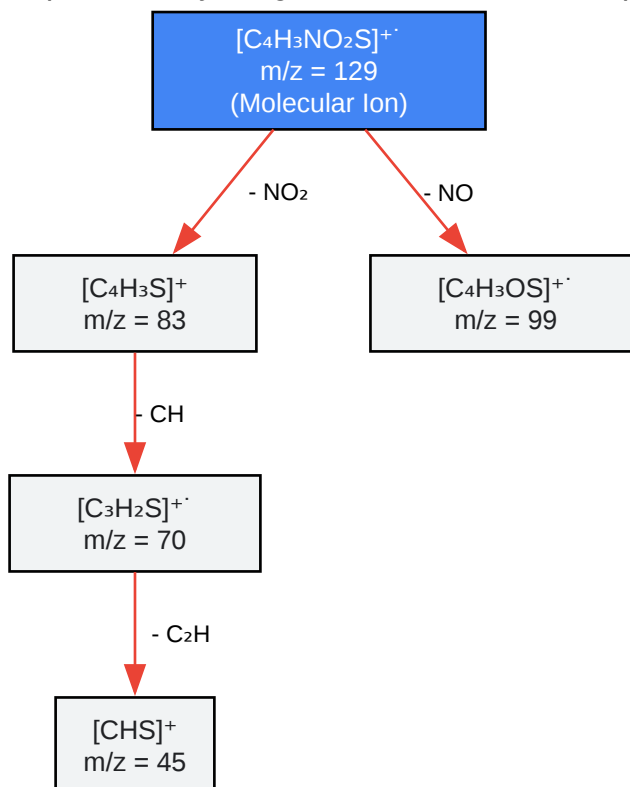 [C₄H₃NO₂S]⁺˙
m/z = 129
(Molecular Ion)
- NO₂
- NO
[C₄H₃S]⁺
m/z = 83
[C₄H₃OS]⁺˙
m/z = 99
- CH
[C₃H₂S]⁺˙
m/z = 70
- C₂H
[CHS]⁺
m/z = 45